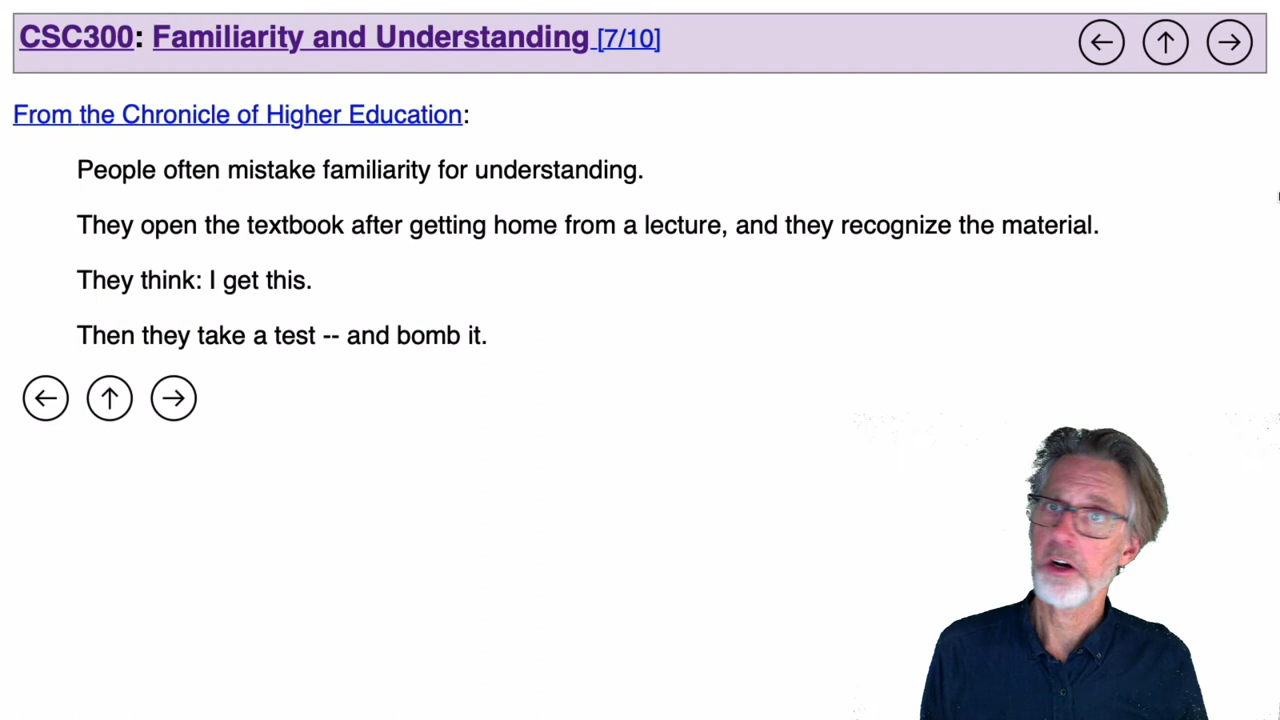 CSC300: Familiarity and Understanding [7/10]
From the Chronicle of Higher Education:
People often mistake familiarity for understanding.
They open the textbook after getting home from a lecture, and they recognize the material.
They think: I get this.
Then they take a test -- and bomb it.